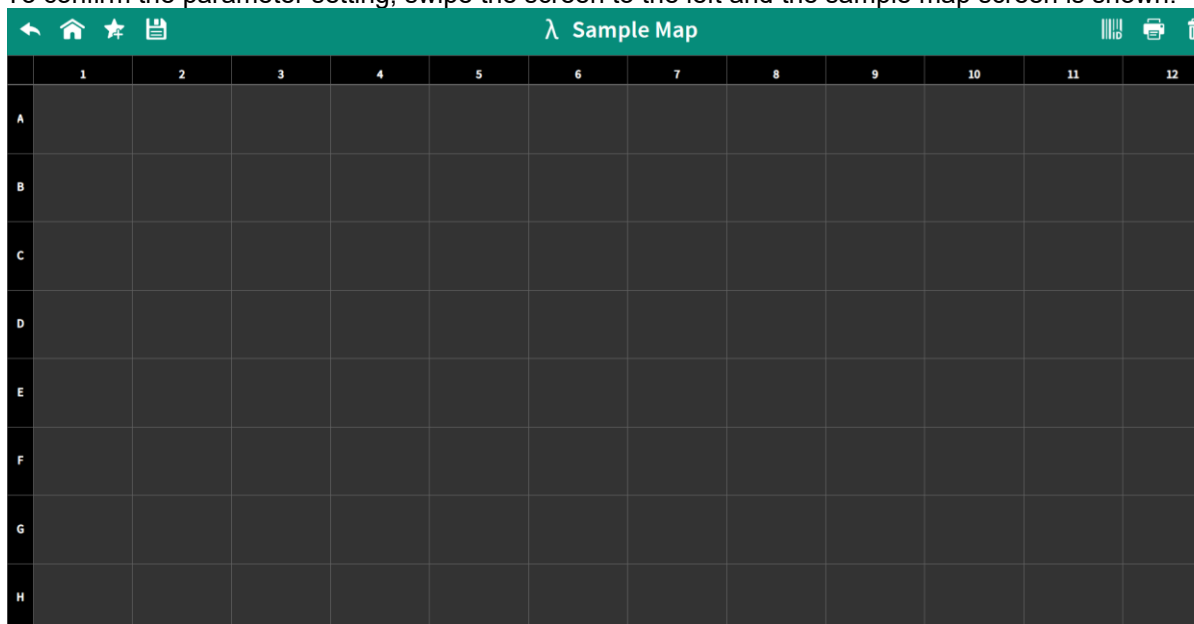 To confirm the parameter setting, swipe the screen to the left and the sample map screen is shown.
λ Sample Map
ID
1 2 3 4 5 6 7 8 9 10 11 12
A
B
C
D
E
F
G
H